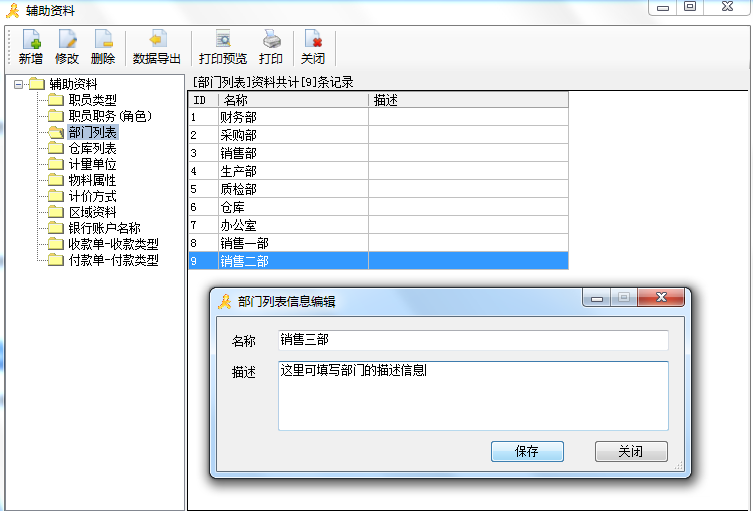 辅助资料
新增 修改 删除 数据导出 打印预览 打印 关闭
辅助资料
职员类型
职员职务(角色)
部门列表
仓库列表
计量单位
物料属性
计价方式
区域资料
银行账户名称
收款单-收款类型
付款单-付款类型
[部门列表]资料共计[9]条记录
ID 名称 描述
1 财务部
2 采购部
3 销售部
4 生产部
5 质检部
6 仓库
7 办公室
8 销售一部
9 销售二部
部门列表信息编辑
名称 销售三部
描述 这里可填写部门的描述信息
保存 关闭